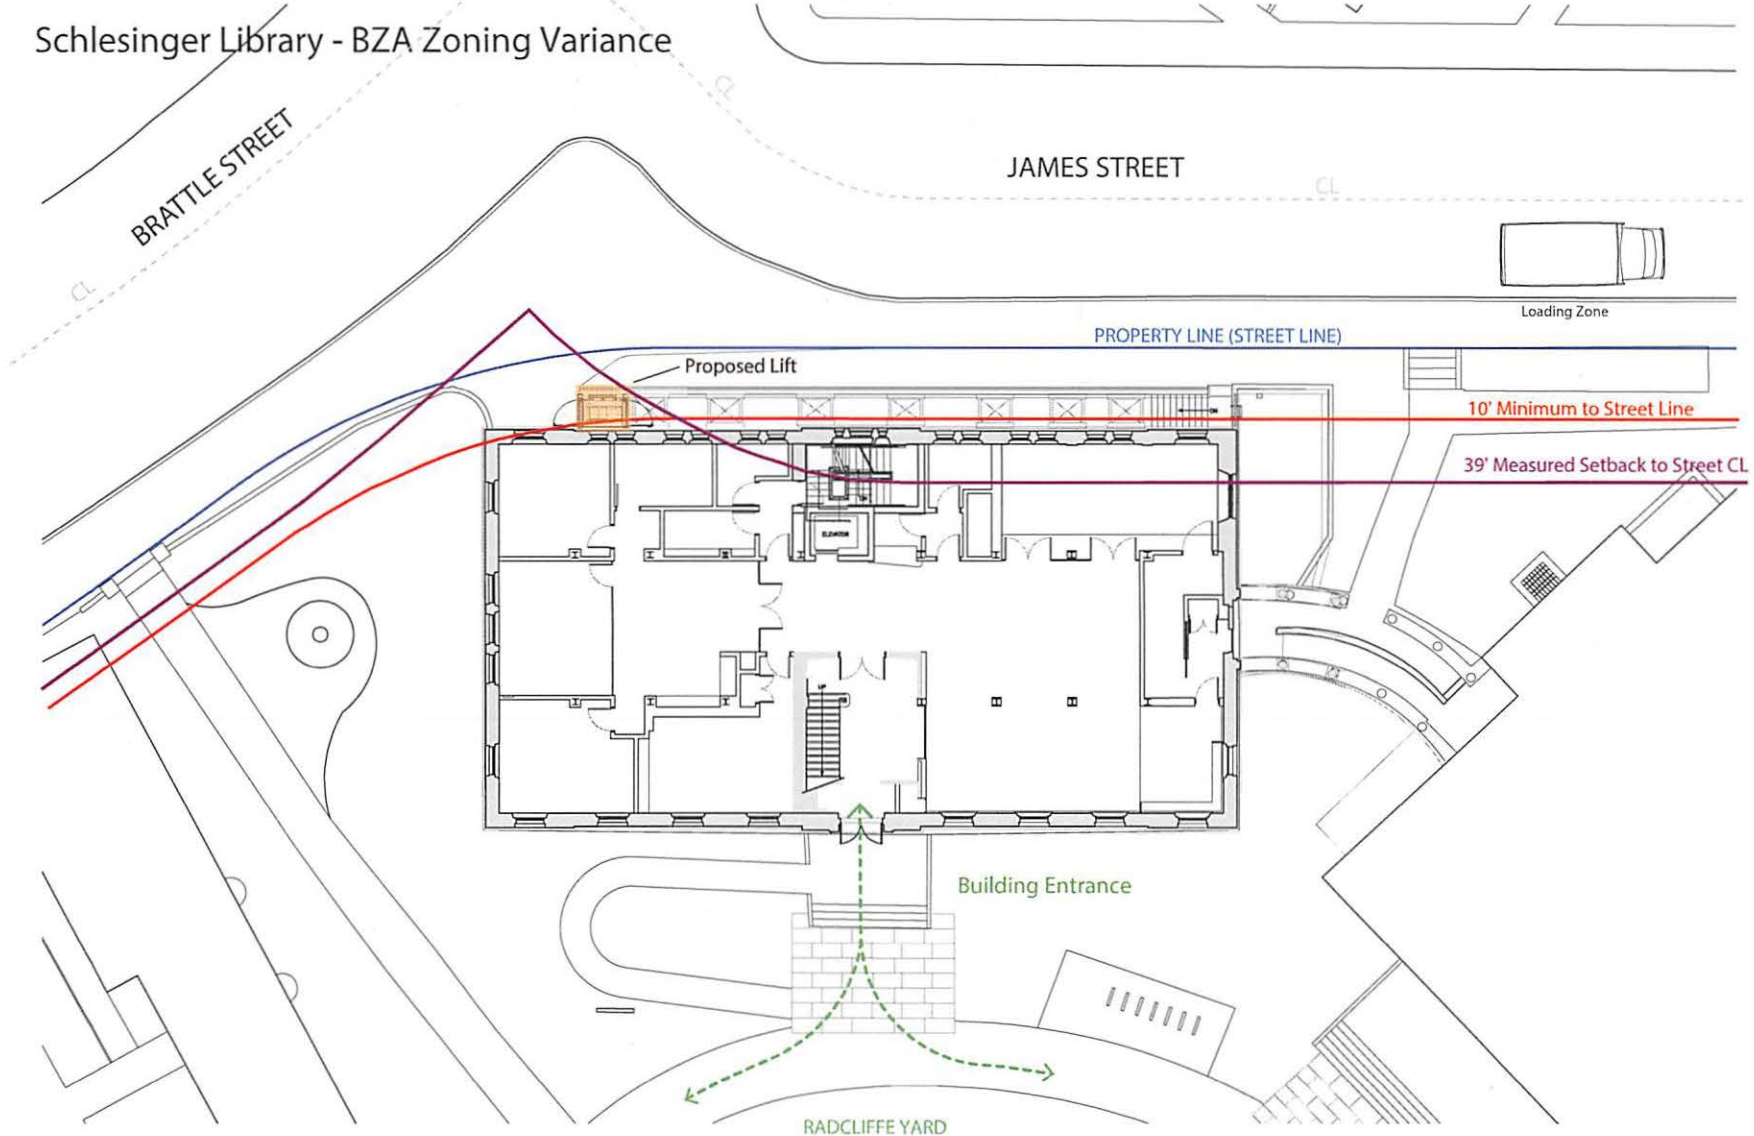 Schlesinger Library - BZA Zoning Variance
CL
BRATTLE STREET
JAMES STREET
CL
CL
Loading Zone
PROPERTY LINE (STREET LINE)
Proposed Lift
10' Minimum to Street Line
39' Measured Setback to Street CL
ELEVATOR
UP
Building Entrance
RADCLIFFE YARD